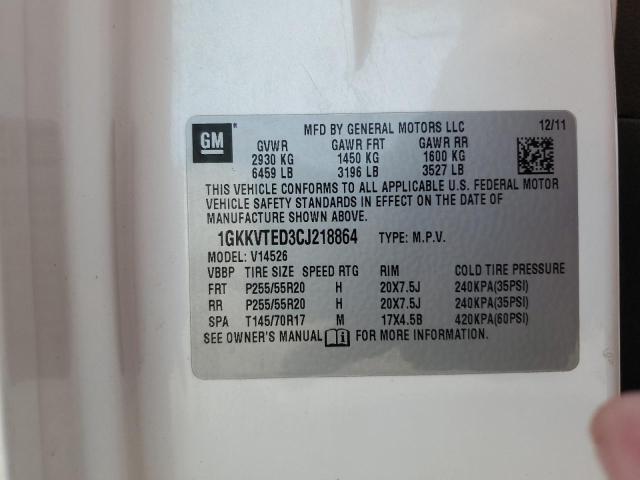 GM
MFD BY GENERAL MOTORS LLC 12/11
GVWR GAWR FRT GAWR RR
2930 KG 1450 KG 1600 KG
6459 LB 3196 LB 3527 LB
THIS VEHICLE CONFORMS TO ALL APPLICABLE U.S. FEDERAL MOTOR
VEHICLE SAFETY STANDARDS IN EFFECT ON THE DATE OF
MANUFACTURE SHOWN ABOVE.
1GKKVTED3CJ218864 TYPE: M.P.V.
MODEL: V14526
VBBP TIRE SIZE SPEED RTG RIM COLD TIRE PRESSURE
FRT P255/55R20 H 20X7.5J 240KPA(35PSI)
RR P255/55R20 H 20X7.5J 240KPA(35PSI)
SPA T145/70R17 M 17X4.5B 420KPA(60PSI)
SEE OWNER'S MANUAL FOR MORE INFORMATION.